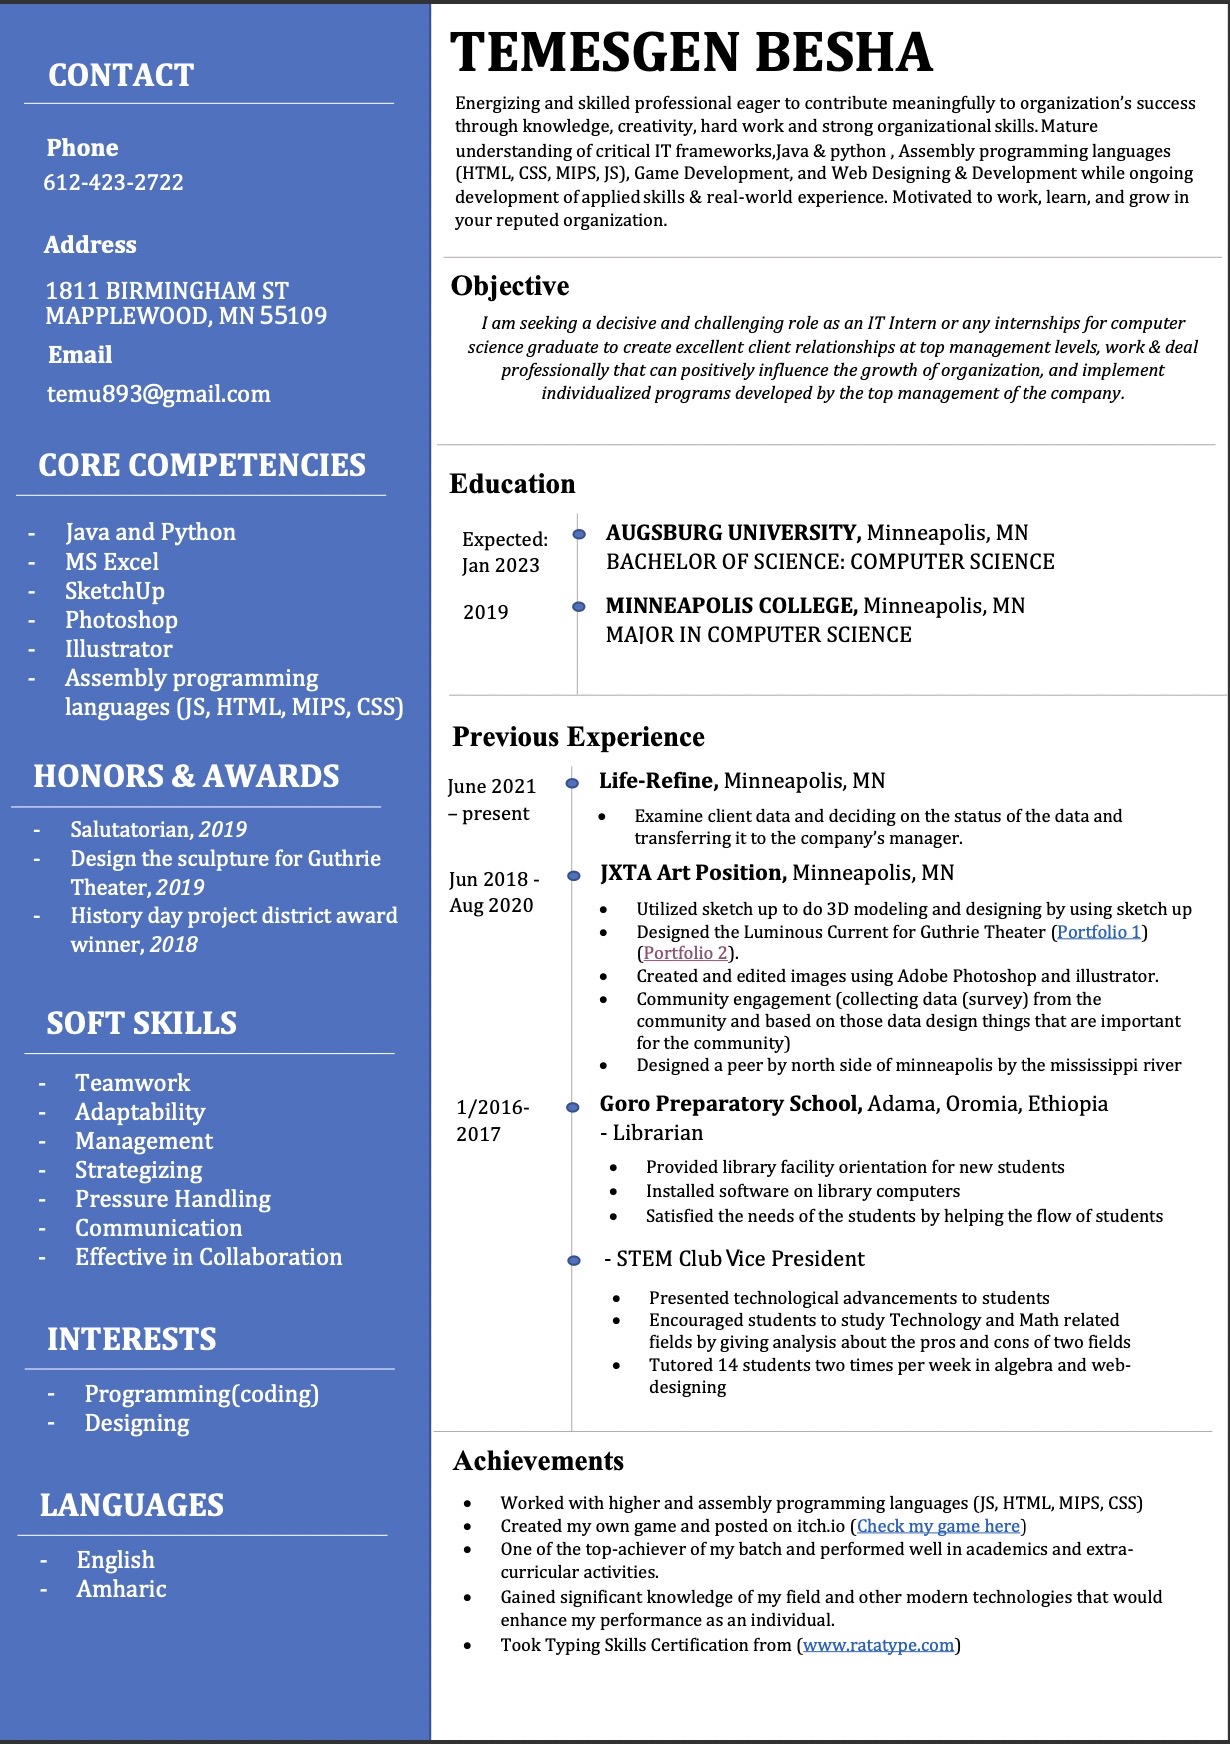 CONTACT
Phone
612-423-2722
Address
1811 BIRMINGHAM ST
MAPPLEWOOD, MN 55109
Email
temu893@gmail.com
CORE COMPETENCIES
- Java and Python
- MS Excel
- SketchUp
- Photoshop
- Illustrator
- Assembly programming
languages (JS, HTML, MIPS, CSS)
HONORS & AWARDS
- Salutatorian, 2019
- Design the sculpture for Guthrie
Theater, 2019
- History day project district award
winner, 2018
SOFT SKILLS
- Teamwork
- Adaptability
- Management
- Strategizing
- Pressure Handling
- Communication
- Effective in Collaboration
INTERESTS
- Programming(coding)
- Designing
LANGUAGES
- English
- Amharic
TEMESGEN BESHA
Energizing and skilled professional eager to contribute meaningfully to organization's success
through knowledge, creativity, hard work and strong organizational skills. Mature
understanding of critical IT frameworks,Java & python , Assembly programming languages
(HTML, CSS, MIPS, JS), Game Development, and Web Designing & Development while ongoing
development of applied skills & real-world experience. Motivated to work, learn, and grow in
your reputed organization.
Objective
I am seeking a decisive and challenging role as an IT Intern or any internships for computer
science graduate to create excellent client relationships at top management levels, work & deal
professionally that can positively influence the growth of organization, and implement
individualized programs developed by the top management of the company.
Education
Expected:
Jan 2023
AUGSBURG UNIVERSITY, Minneapolis, MN
BACHELOR OF SCIENCE: COMPUTER SCIENCE
2019
MINNEAPOLIS COLLEGE, Minneapolis, MN
MAJOR IN COMPUTER SCIENCE
Previous Experience
June 2021
– present
Life-Refine, Minneapolis, MN
• Examine client data and deciding on the status of the data and
transferring it to the company's manager.
Jun 2018 -
Aug 2020
JXTA Art Position, Minneapolis, MN
• Utilized sketch up to do 3D modeling and designing by using sketch up
• Designed the Luminous Current for Guthrie Theater (Portfolio 1)
(Portfolio 2).
• Created and edited images using Adobe Photoshop and illustrator.
• Community engagement (collecting data (survey) from the
community and based on those data design things that are important
for the community)
• Designed a peer by north side of minneapolis by the mississippi river
1/2016-
2017
Goro Preparatory School, Adama, Oromia, Ethiopia
- Librarian
• Provided library facility orientation for new students
• Installed software on library computers
• Satisfied the needs of the students by helping the flow of students
- STEM Club Vice President
• Presented technological advancements to students
• Encouraged students to study Technology and Math related
fields by giving analysis about the pros and cons of two fields
• Tutored 14 students two times per week in algebra and web-
designing
Achievements
• Worked with higher and assembly programming languages (JS, HTML, MIPS, CSS)
• Created my own game and posted on itch.io (Check my game here)
• One of the top-achiever of my batch and performed well in academics and extra-
curricular activities.
• Gained significant knowledge of my field and other modern technologies that would
enhance my performance as an individual.
• Took Typing Skills Certification from (www.ratatype.com)